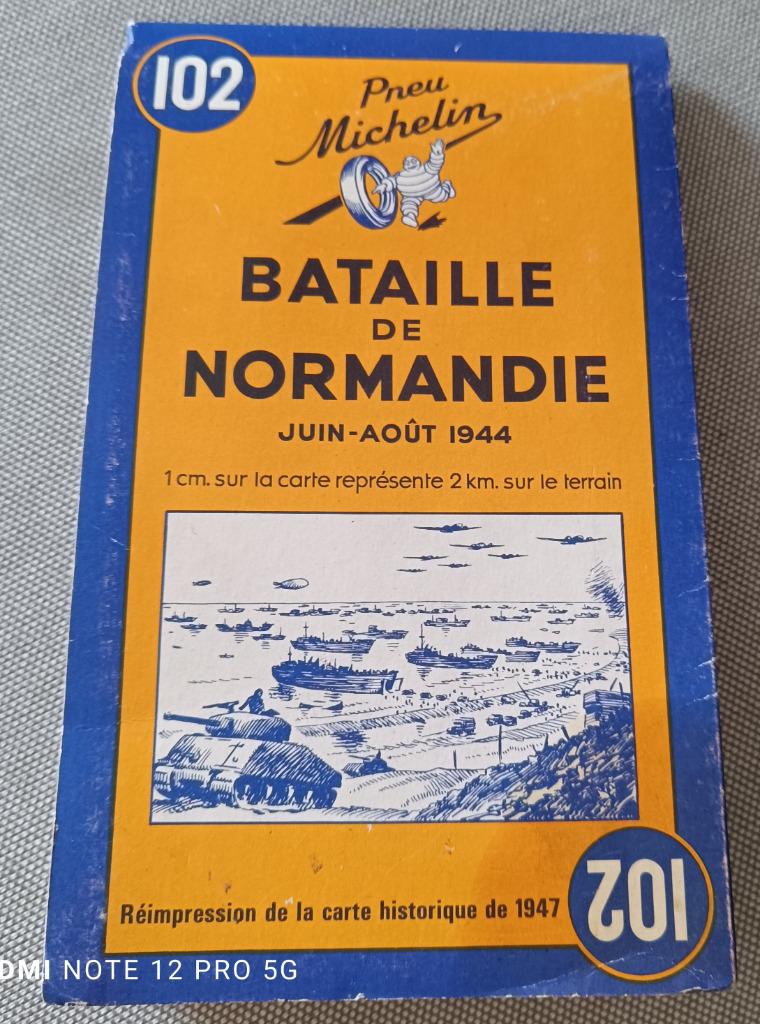 102
Pneu
Michelin
BATAILLE
DE
NORMANDIE
JUIN-AOÛT 1944
1 cm. sur la carte représente 2 km. sur le terrain
102
Réimpression de la carte historique de 1947
DMI NOTE 12 PRO 5G